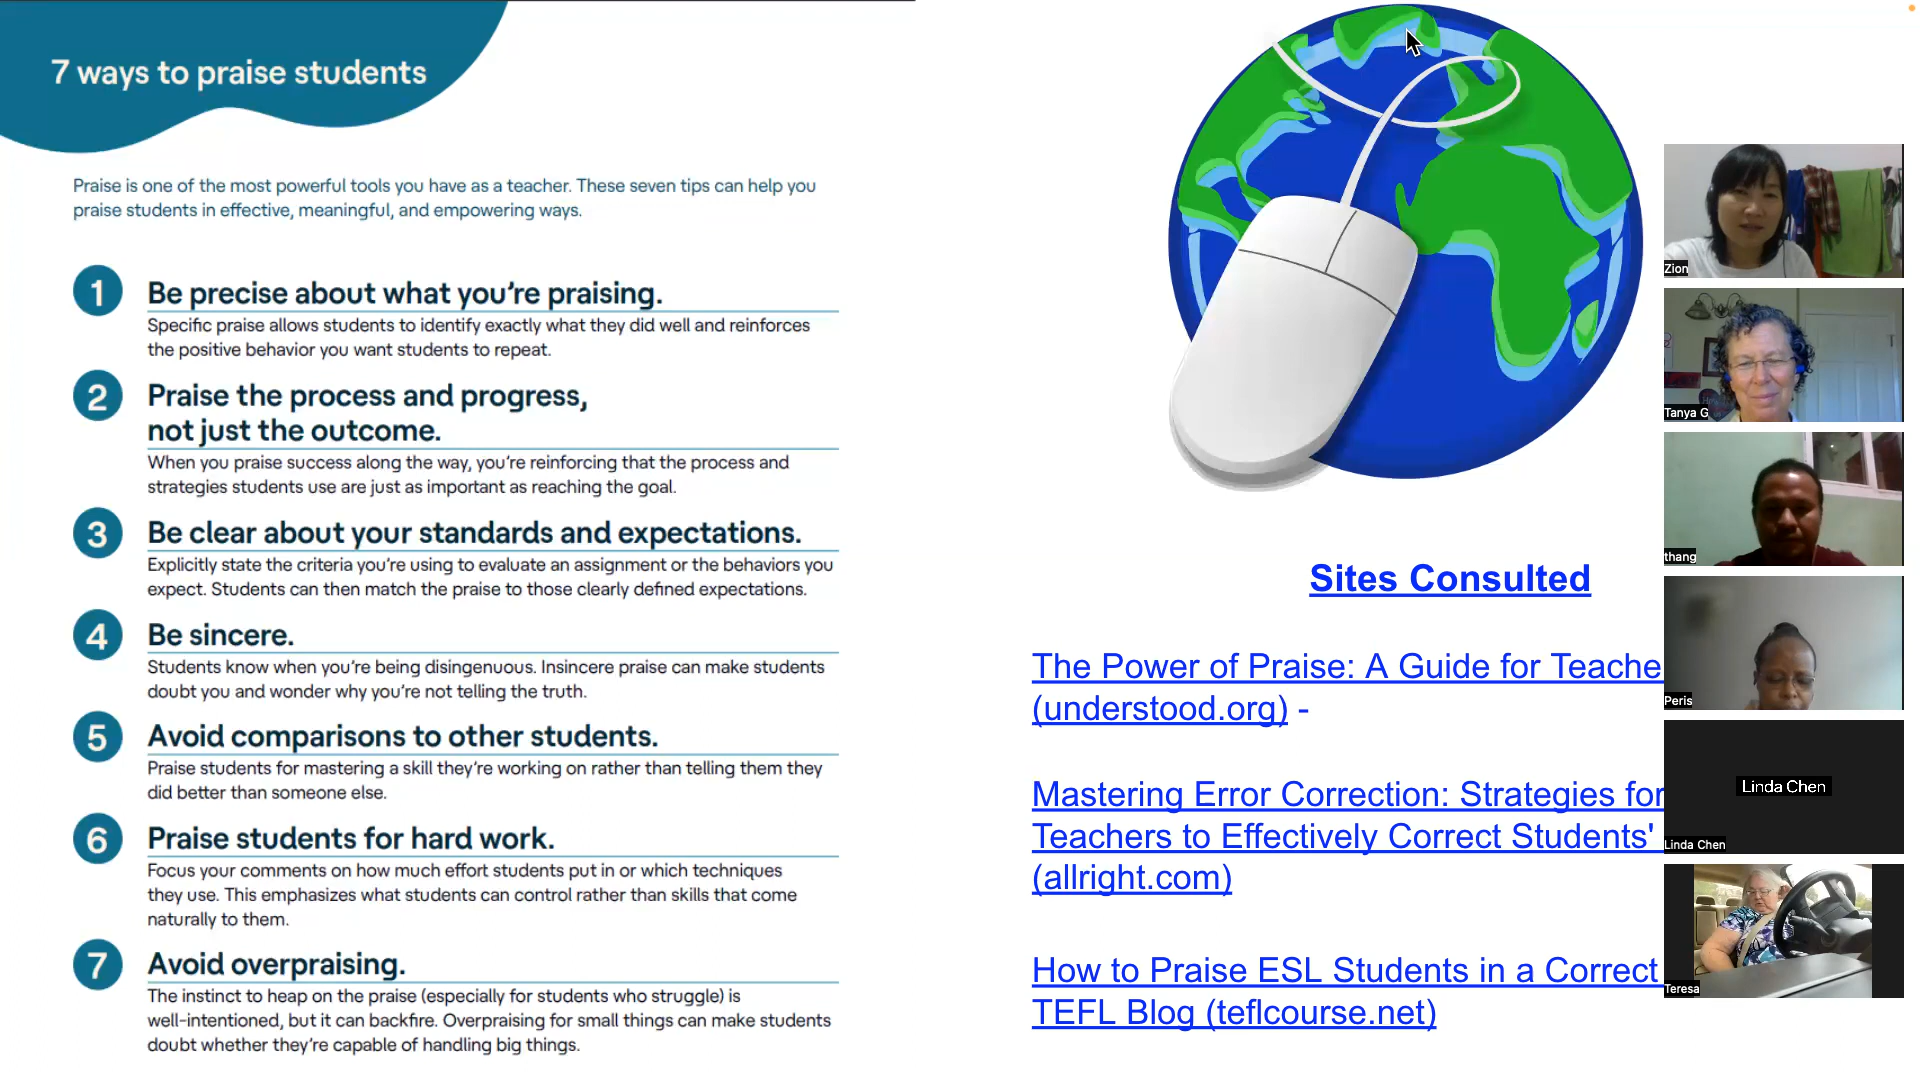 7 ways to praise students
Praise is one of the most powerful tools you have as a teacher. These seven tips can help you
praise students in effective, meaningful, and empowering ways.
1
Be precise about what you're praising.
Specific praise allows students to identify exactly what they did well and reinforces
the positive behavior you want students to repeat.
2
Praise the process and progress,
not just the outcome.
When you praise success along the way, you're reinforcing that the process and
strategies students use are just as important as reaching the goal.
3
Be clear about your standards and expectations.
Explicitly state the criteria you're using to evaluate an assignment or the behaviors you
expect. Students can then match the praise to those clearly defined expectations.
4
Be sincere.
Students know when you're being disingenuous. Insincere praise can make students
doubt you and wonder why you're not telling the truth.
5
Avoid comparisons to other students.
Praise students for mastering a skill they're working on rather than telling them they
did better than someone else.
6
Praise students for hard work.
Focus your comments on how much effort students put in or which techniques
they use. This emphasizes what students can control rather than skills that come
naturally to them.
7
Avoid overpraising.
The instinct to heap on the praise (especially for students who struggle) is
well-intentioned, but it can backfire. Overpraising for small things can make students
doubt whether they're capable of handling big things.
Sites Consulted
The Power of Praise: A Guide for Teache
(understood.org) -
Mastering Error Correction: Strategies for
Teachers to Effectively Correct Students'
(allright.com)
How to Praise ESL Students in a Correct
TEFL Blog (teflcourse.net)
Zion
Tanya G
thang
Peris
Linda Chen
Linda Chen
Teresa